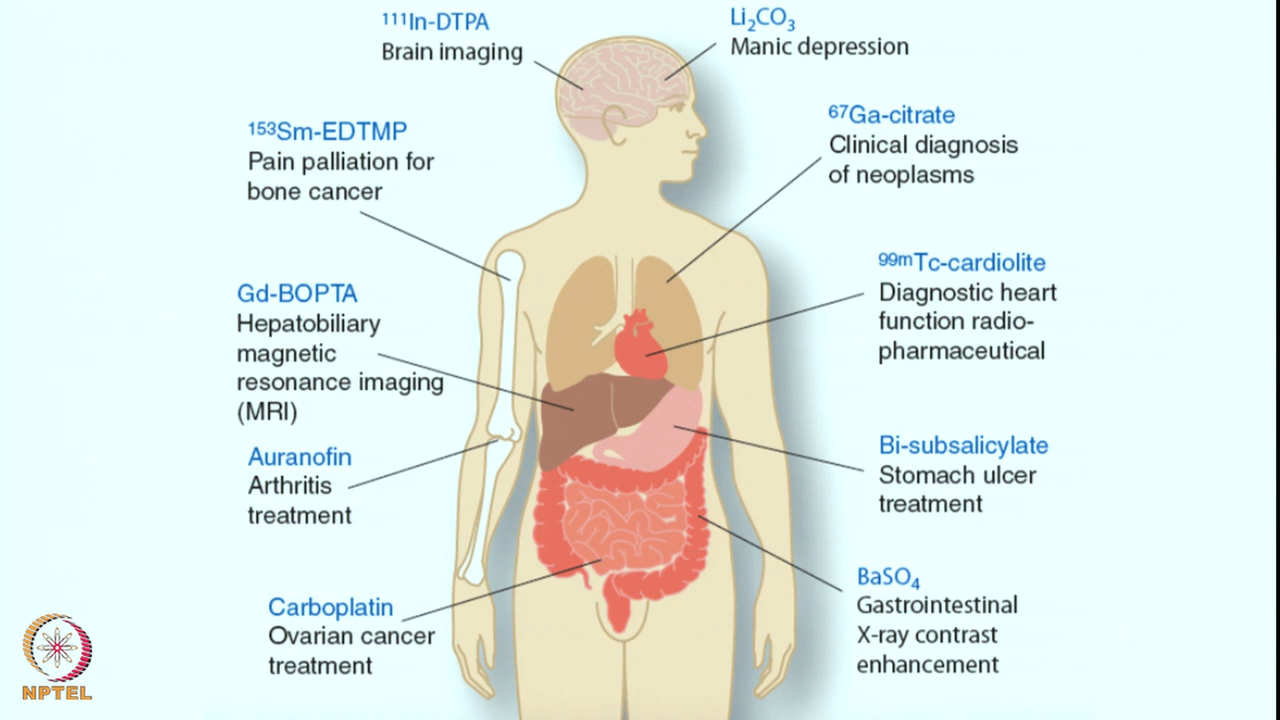 ¹¹¹In-DTPA
Brain imaging
Li₂CO₃
Manic depression
¹⁵³Sm-EDTMP
Pain palliation for
bone cancer
⁶⁷Ga-citrate
Clinical diagnosis
of neoplasms
Gd-BOPTA
Hepatobiliary
magnetic
resonance imaging
(MRI)
⁹⁹ᵐTc-cardiolite
Diagnostic heart
function radio-
pharmaceutical
Auranofin
Arthritis
treatment
Bi-subsalicylate
Stomach ulcer
treatment
Carboplatin
Ovarian cancer
treatment
BaSO₄
Gastrointestinal
X-ray contrast
enhancement
NPTEL